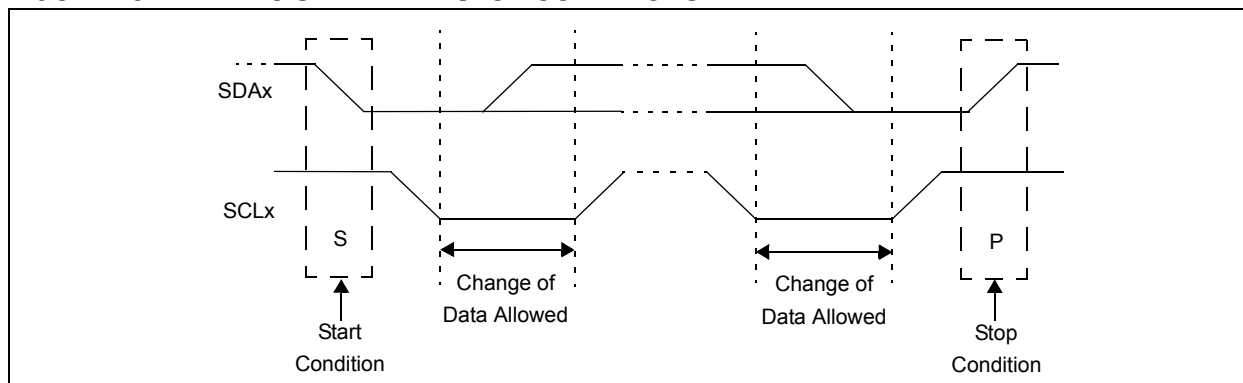 SDAx
SCLx
S
P
Change of
Data Allowed
Change of
Data Allowed
Start
Condition
Stop
Condition